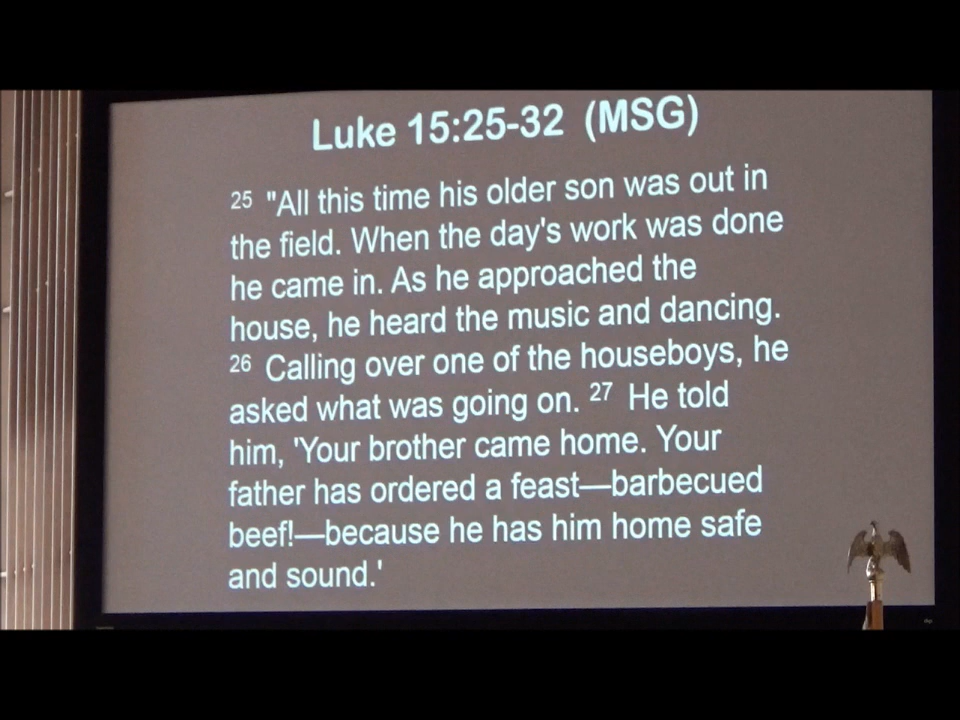 Luke 15:25-32 (MSG)
25 "All this time his older son was out in
the field. When the day's work was done
he came in. As he approached the
house, he heard the music and dancing.
26 Calling over one of the houseboys, he
asked what was going on. 27 He told
him, 'Your brother came home. Your
father has ordered a feast—barbecued
beef!—because he has him home safe
and sound.'